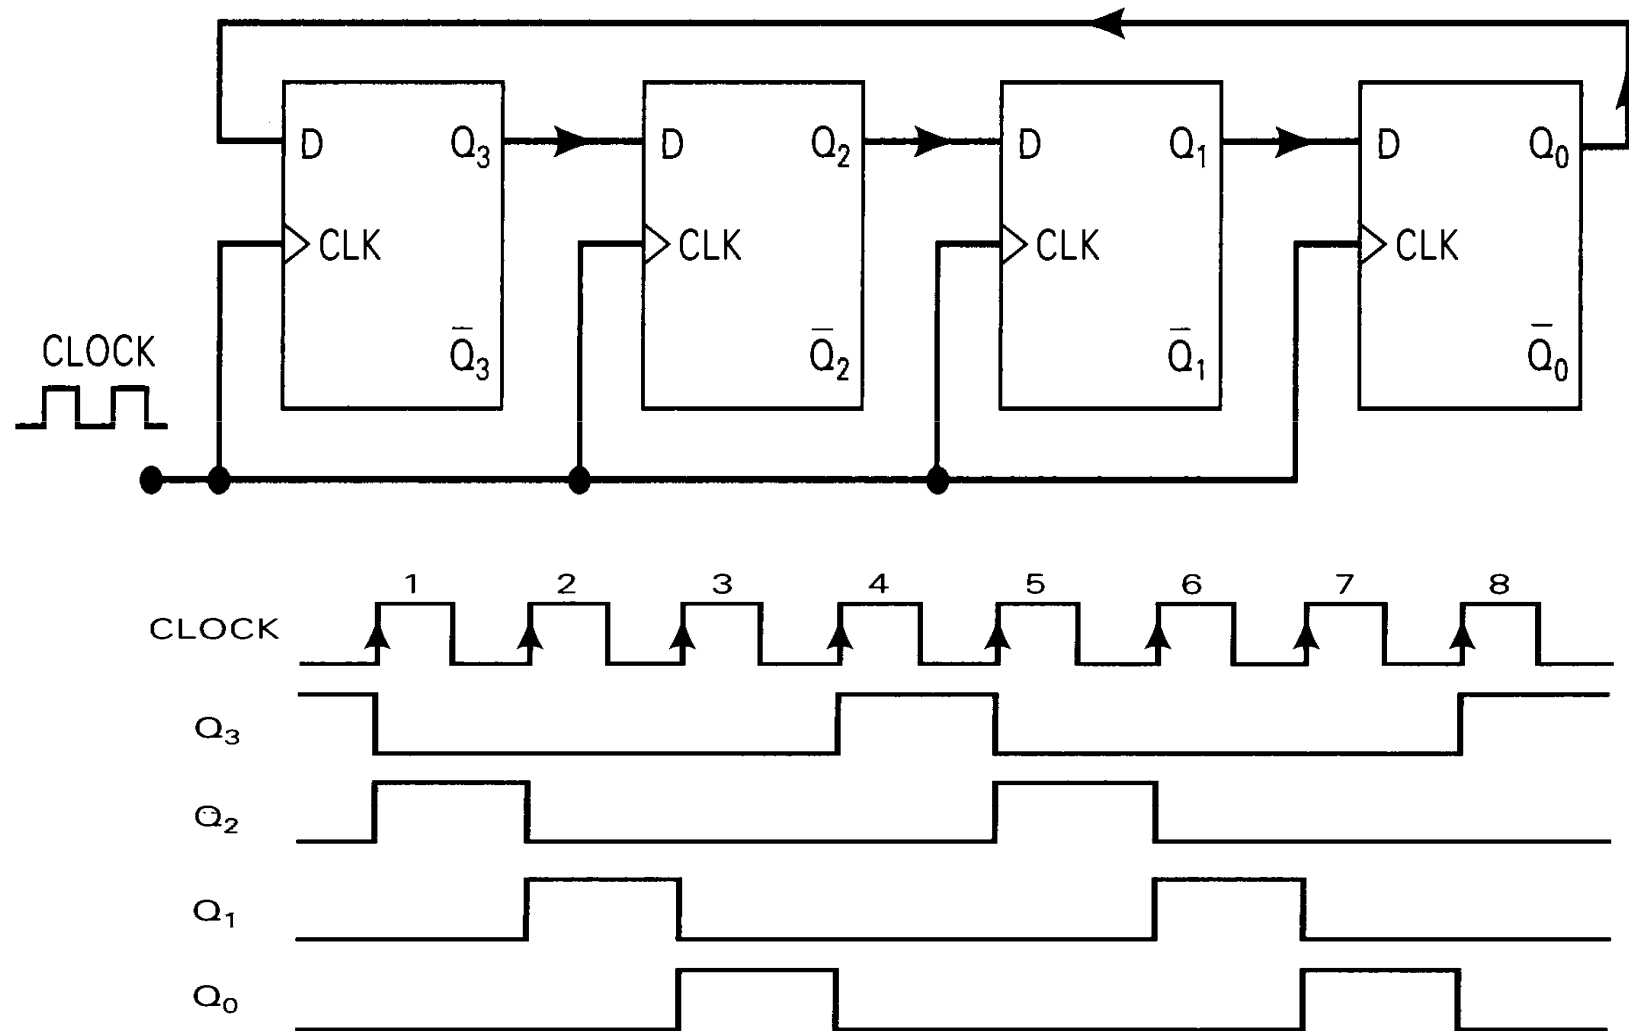 D Q₃ D Q₂ D Q₁ D Q₀
CLK CLK CLK CLK
Q̅₃ Q̅₂ Q̅₁ Q̅₀
CLOCK
1 2 3 4 5 6 7 8
CLOCK
Q₃
Q₂
Q₁
Q₀